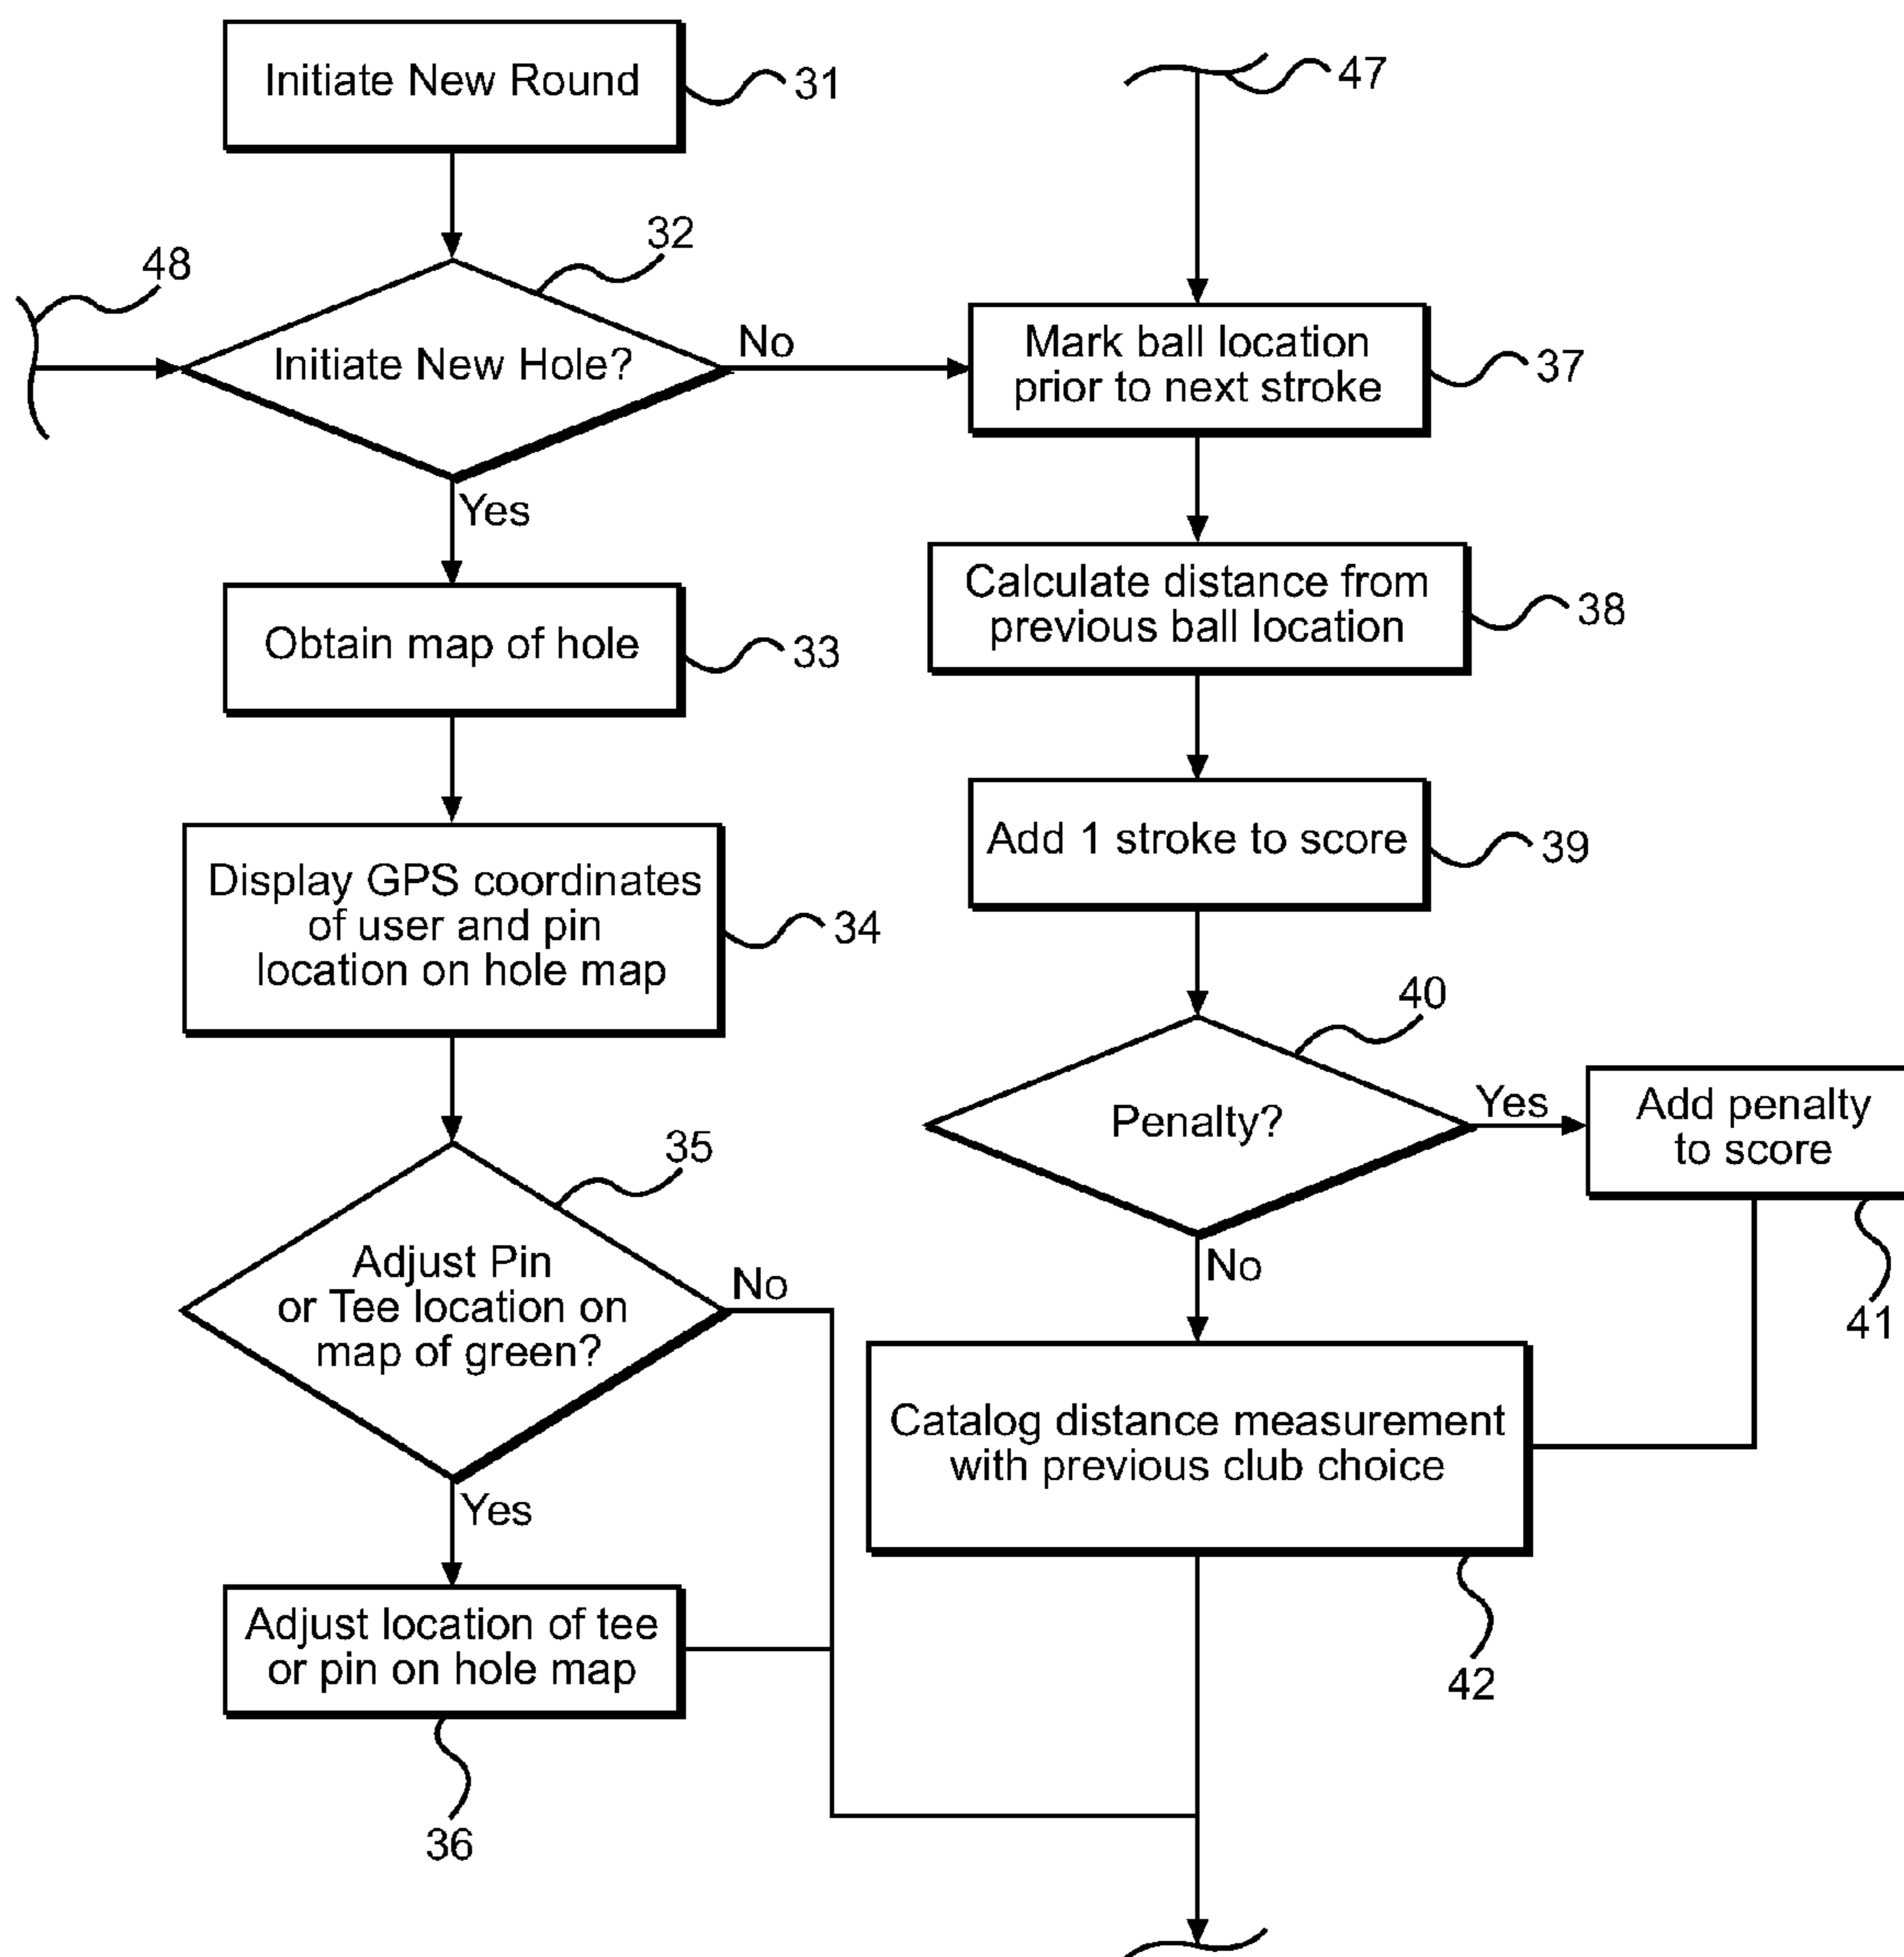 Initiate New Round
31
47
48
32
Initiate New Hole?
No
Yes
Mark ball location
prior to next stroke
37
Obtain map of hole
33
Calculate distance from
previous ball location
38
Display GPS coordinates
of user and pin
location on hole map
34
Add 1 stroke to score
39
35
Adjust Pin
or Tee location on
map of green?
No
Yes
40
Penalty?
Yes
No
Add penalty
to score
41
Adjust location of tee
or pin on hole map
36
Catalog distance measurement
with previous club choice
42